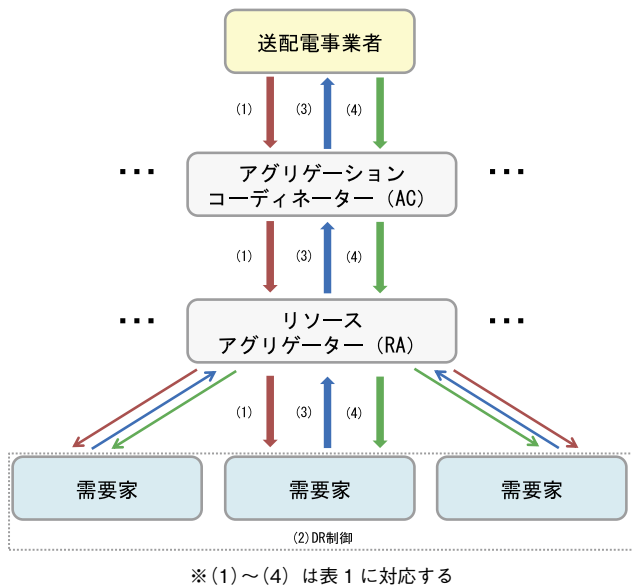 送配電事業者
(1) (3) (4)
･･･ アグリゲーション ･･･
コーディネーター (AC)
(1) (3) (4)
･･･ リソース ･･･
アグリゲーター (RA)
(1) (3) (4)
需要家 需要家 需要家
(2)DR制御
※(1)～(4) は表１に対応する